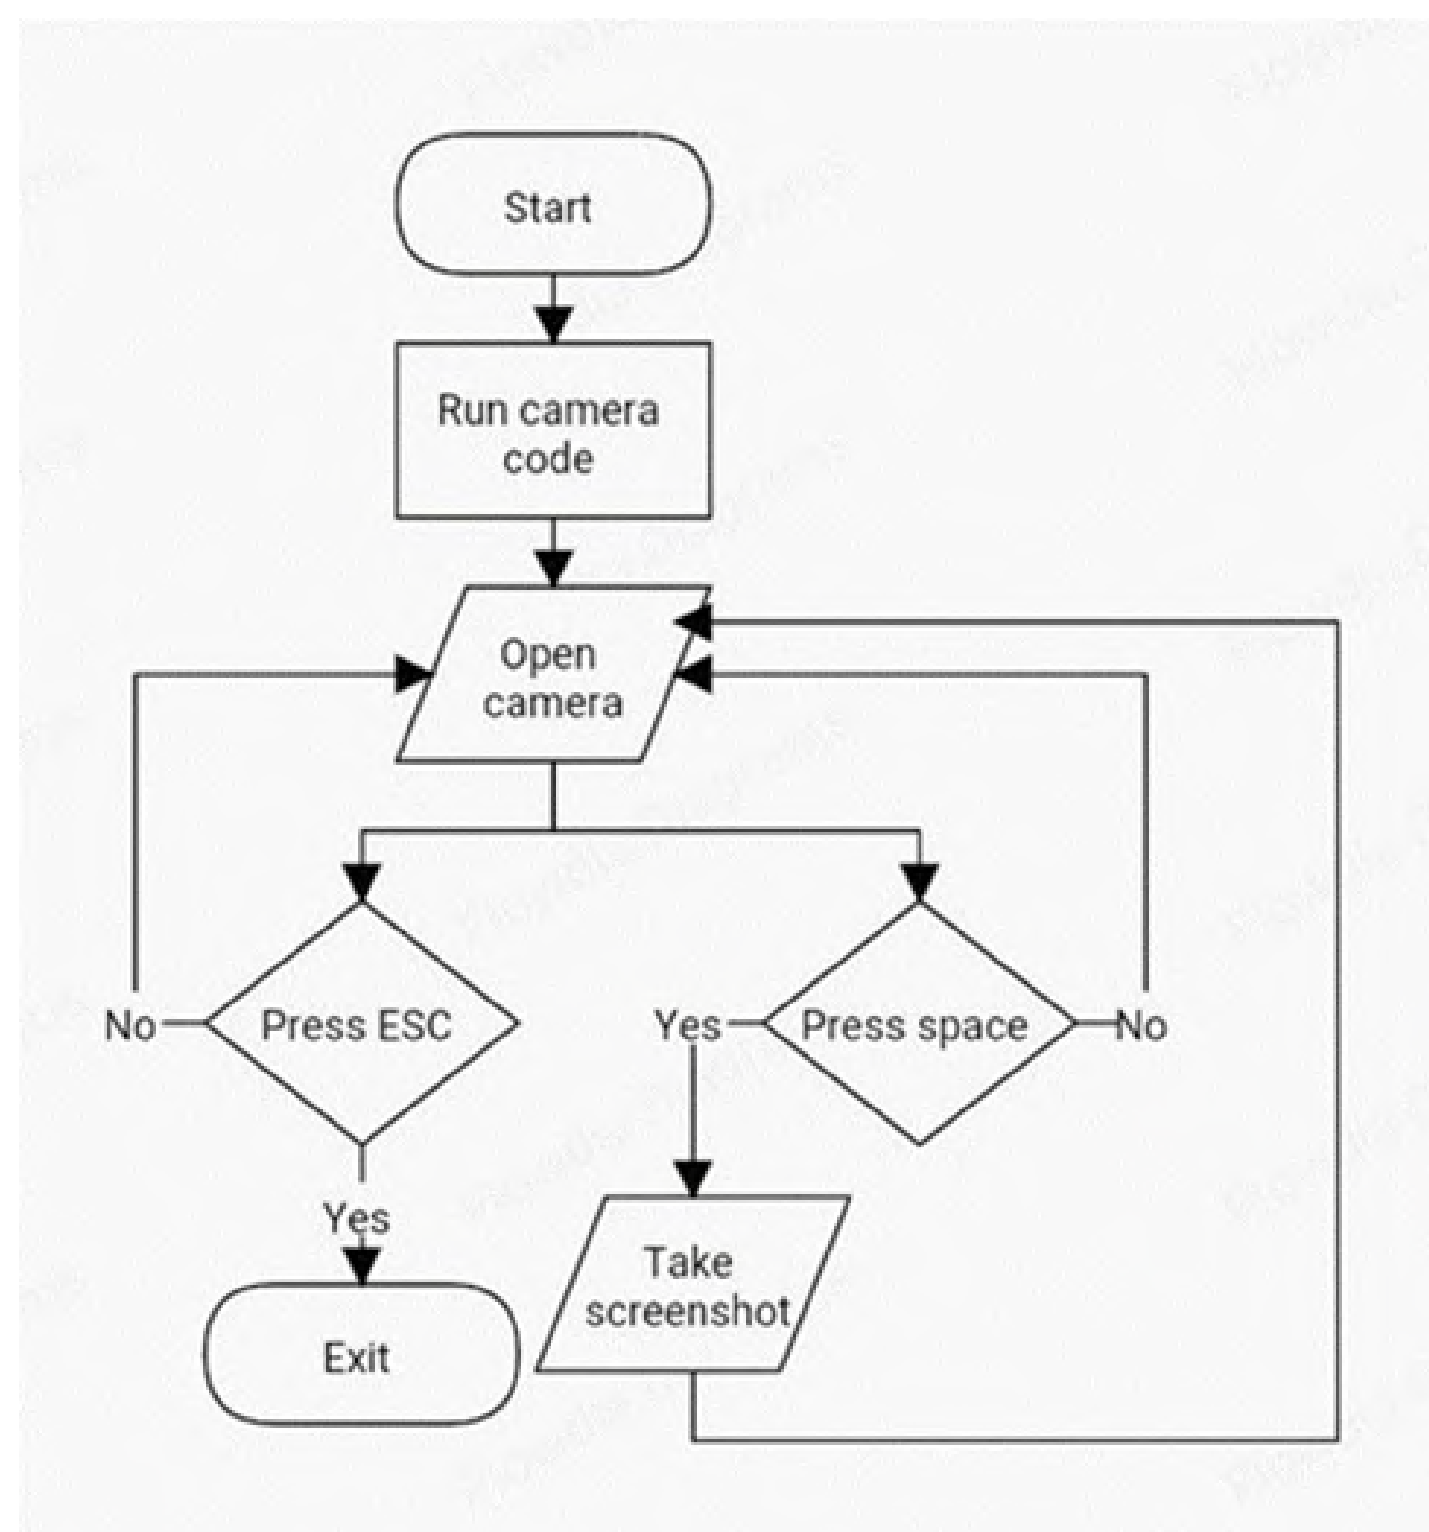 Start
Run camera
code
Open
camera
No
Press ESC
Yes
Press space
No
Yes
Take
screenshot
Exit